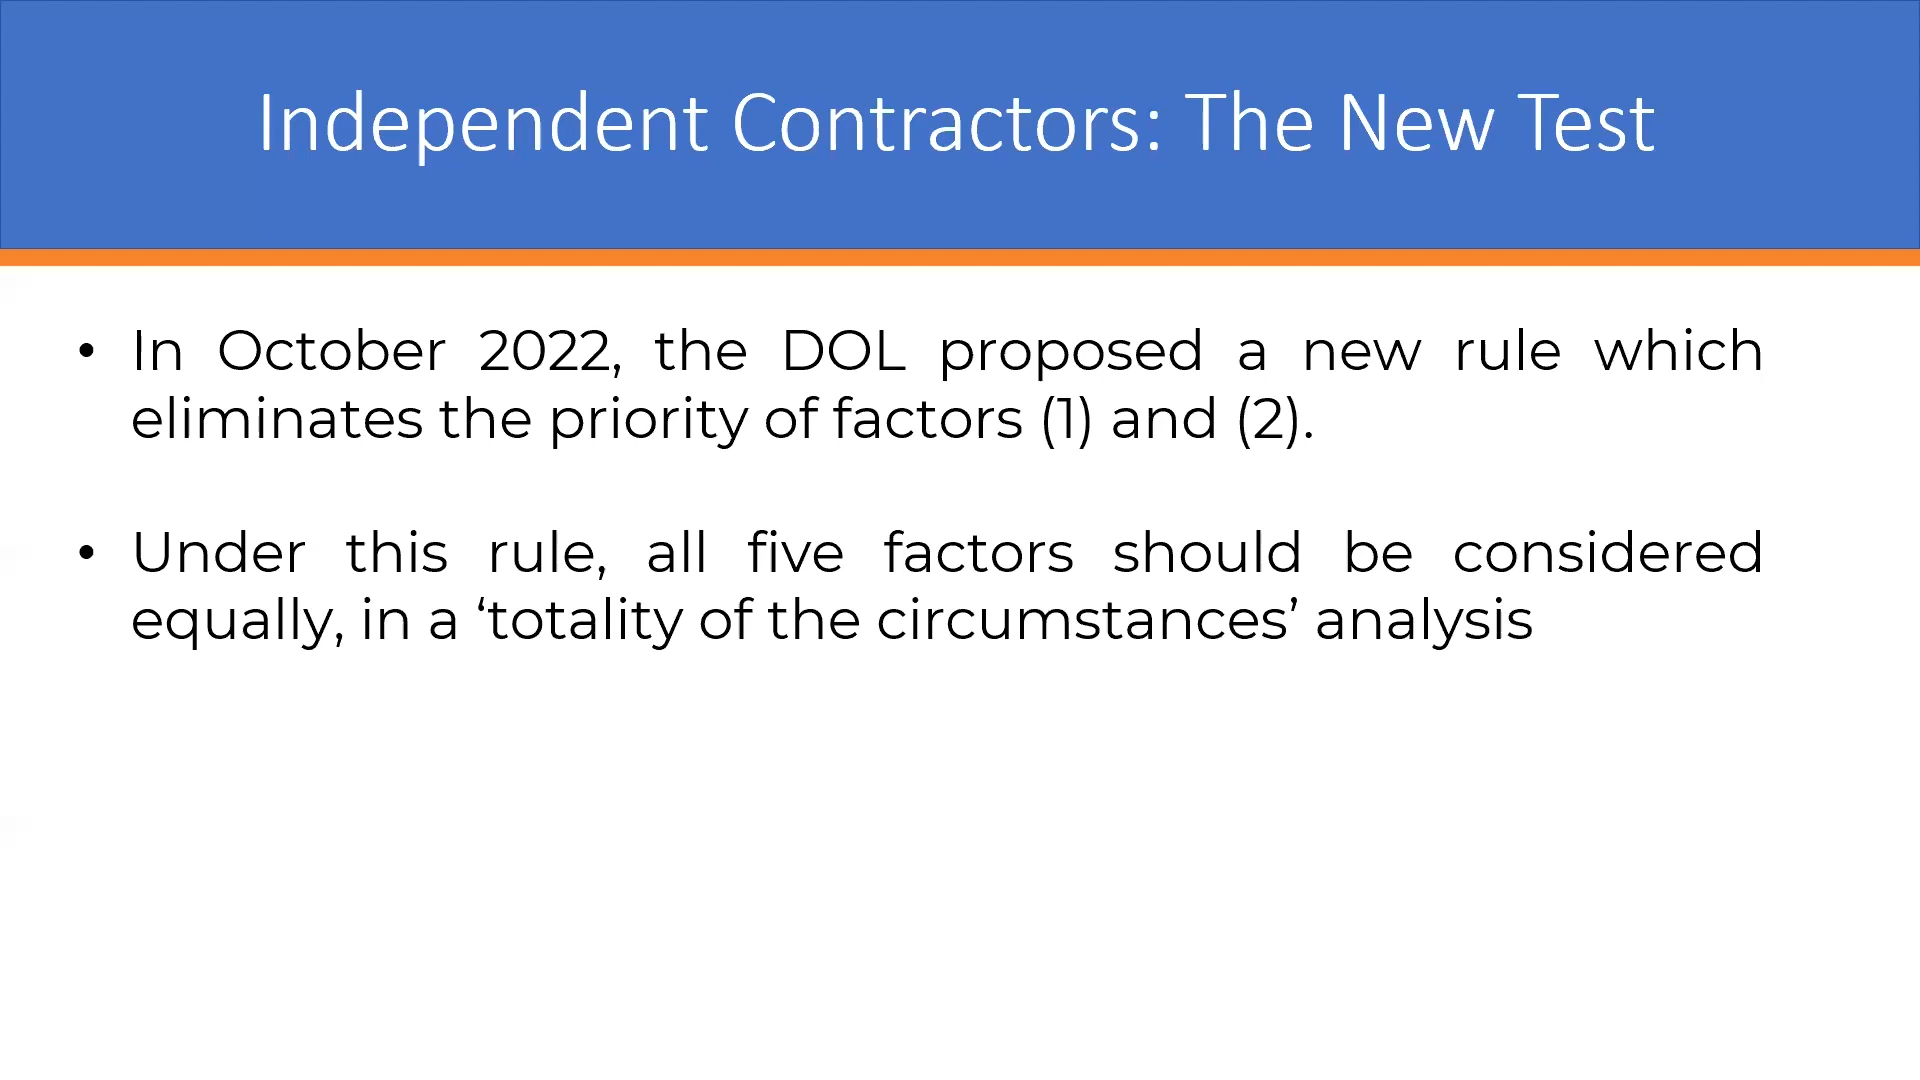 Independent Contractors: The New Test
• In October 2022, the DOL proposed a new rule which
eliminates the priority of factors (1) and (2).
• Under this rule, all five factors should be considered
equally, in a ‘totality of the circumstances’ analysis